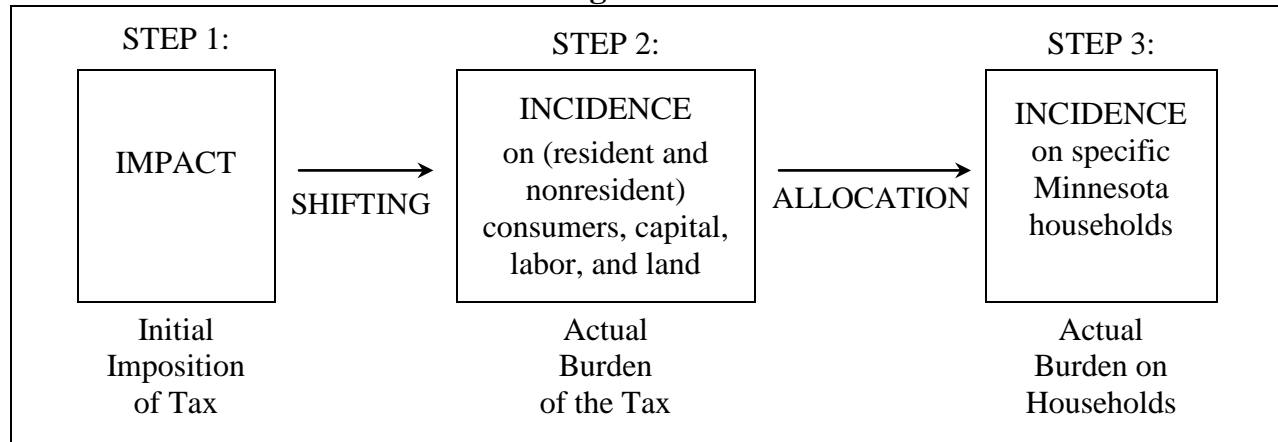 STEP 1:
IMPACT
Initial
Imposition
of Tax
SHIFTING
STEP 2:
INCIDENCE
on (resident and
nonresident)
consumers, capital,
labor, and land
Actual
Burden
of the Tax
ALLOCATION
STEP 3:
INCIDENCE
on specific
Minnesota
households
Actual
Burden on
Households